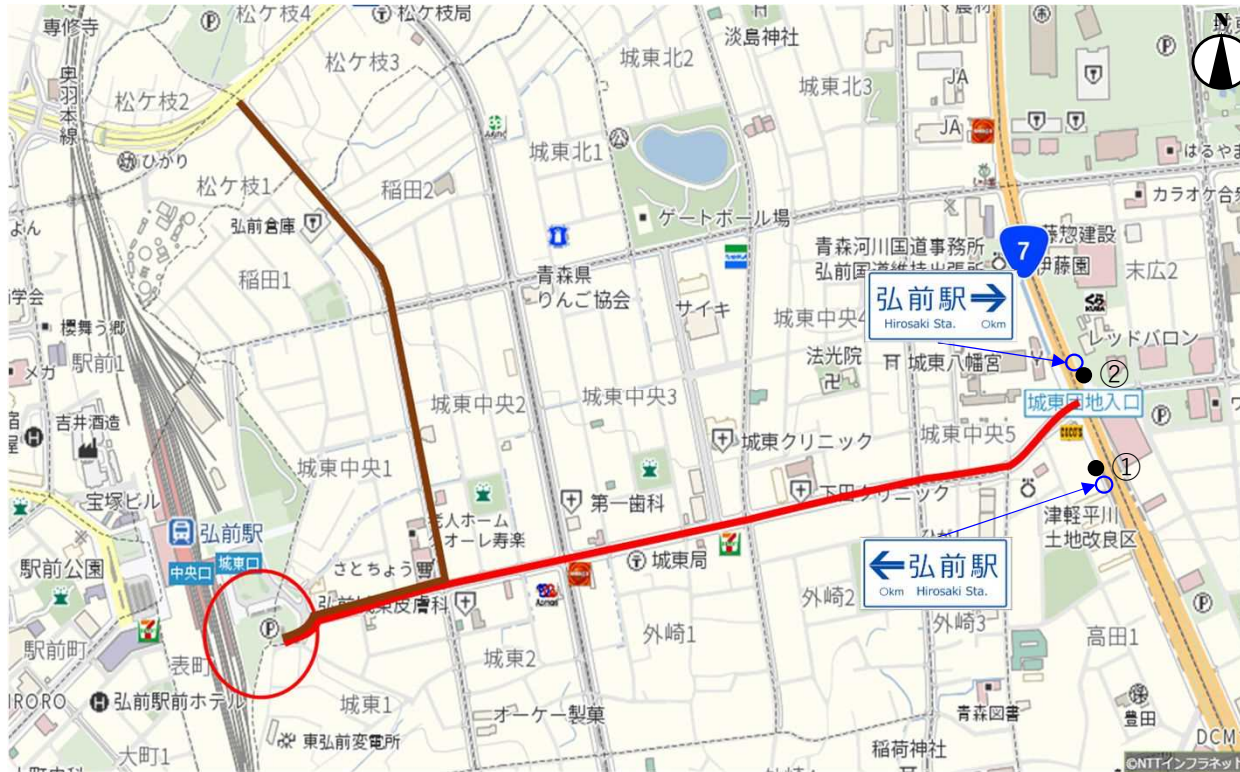 松ケ枝4
松ケ枝局
専修寺
松ケ枝3
淡島神社
N
奥羽本線
松ケ枝2
城東北2
城東北3
JA
JA
城東北1
ひがり
松ケ枝1
稲田2
はるやま
カラオケ合衆
弘前倉庫
ゲートボール場
青森河川国道事務所
弘前国道維持出張所
7
藤惣建設
伊藤園
末広2
稲田1
青森県
りんご協会
サイキ
弘前駅
Hirosaki Sta.
0km
城東中央4
レッドバロン
櫻舞う郷
駅前1
メガ
法光院
城東八幡宮
②
城東団地入口
城東中央2
城東中央3
吉井酒造
城東クリニック
城東中央5
城東中央1
①
宝塚ビル
第一歯科
下田クリニック
津軽平川
土地改良区
弘前駅
中央口
城東口
老人ホーム
城東局
弘前駅
0km
Hirosaki Sta.
駅前公園
さとちょう
弘前城東皮膚科
外崎2
外崎3
高田1
駅前町
表町
城東2
外崎1
弘前駅前ホテル
城東1
オーケー製菓
青森図書
豊田
東弘前変電所
稲荷神社
大町1
DCM
©NTTインフラネット